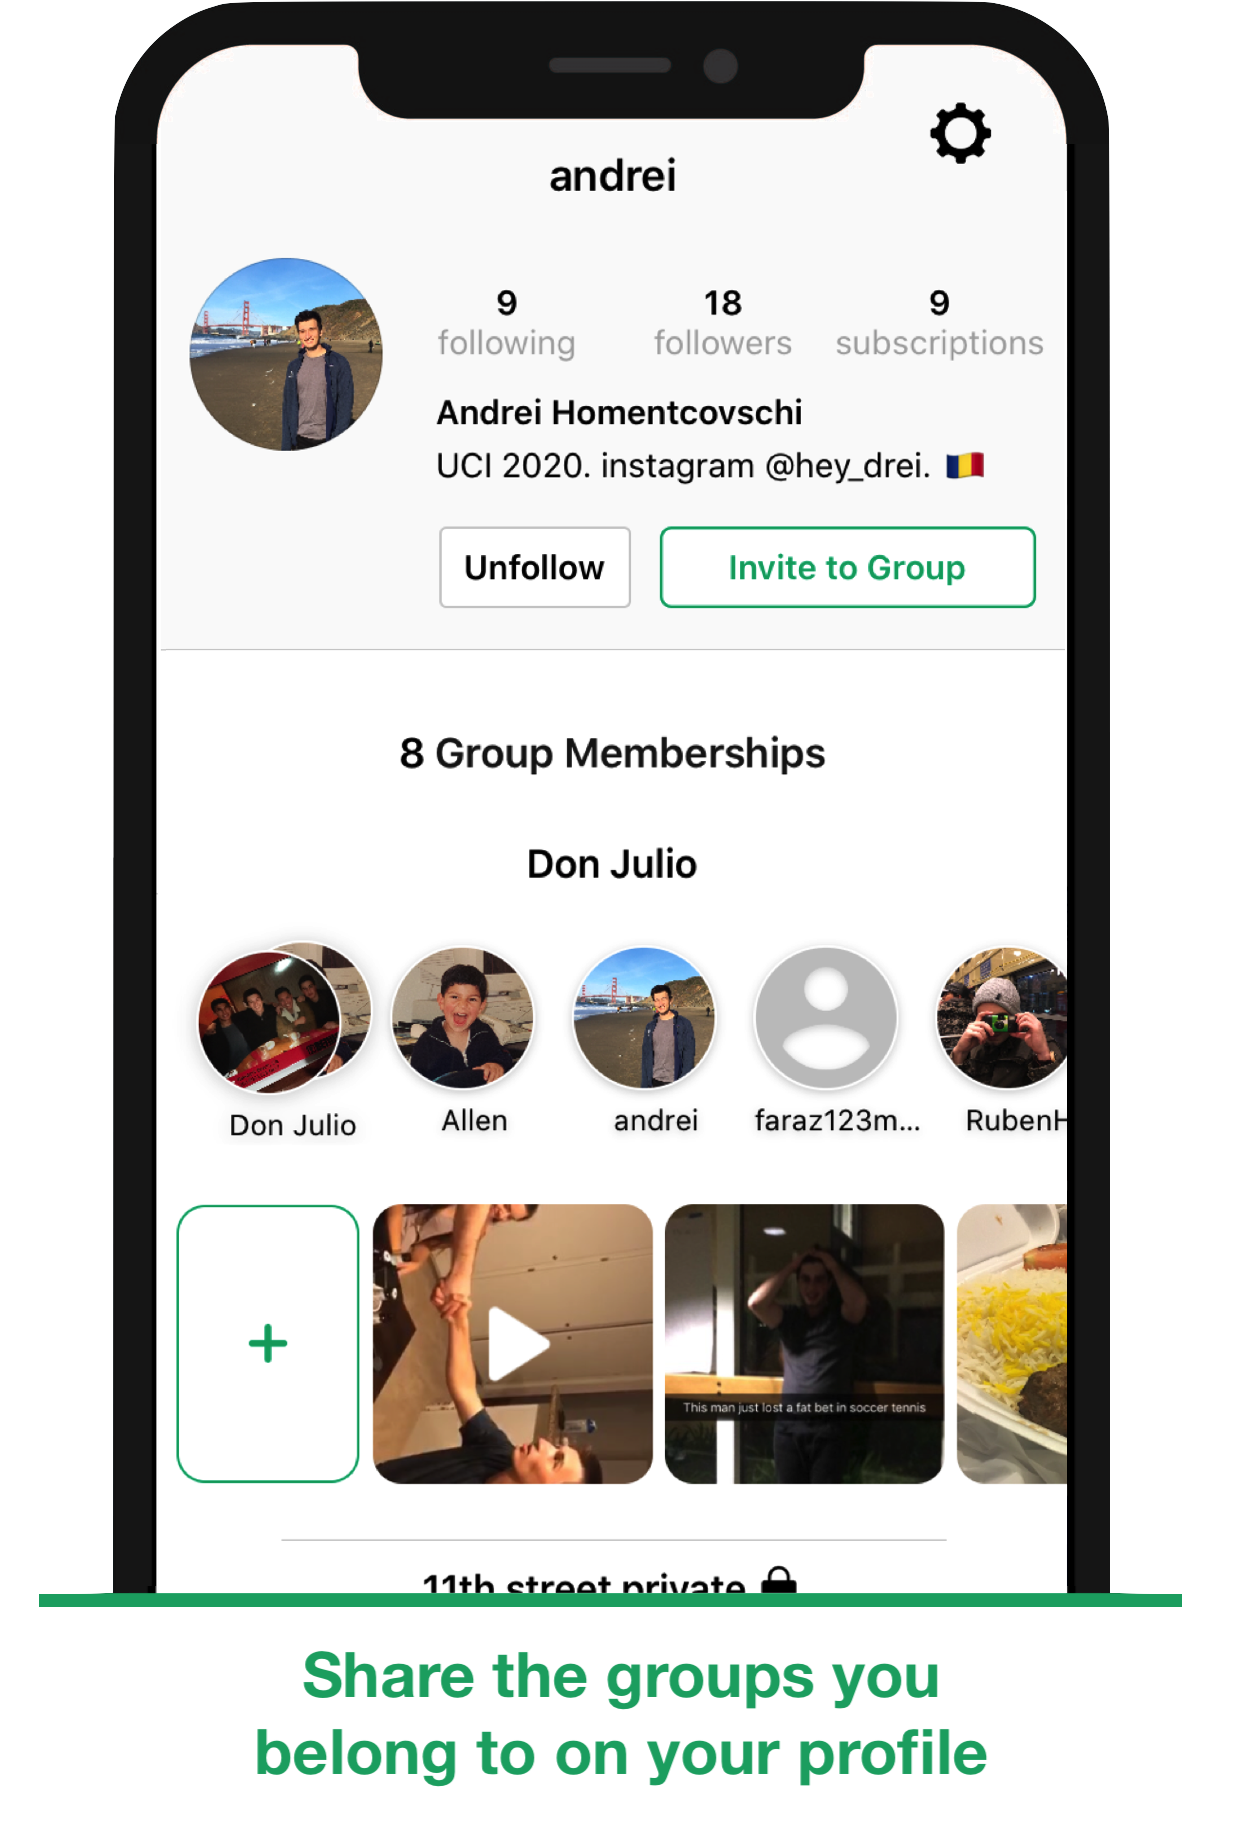 andrei
9 18 9
following followers subscriptions
Andrei Homentcovschi
UCI 2020. instagram @hey_drei. 🇷🇴
Unfollow Invite to Group
8 Group Memberships
Don Julio
Don Julio Allen andrei faraz123m... RubenH
+
This man just lost a fat bet in soccer tennis
11th street private
Share the groups you
belong to on your profile